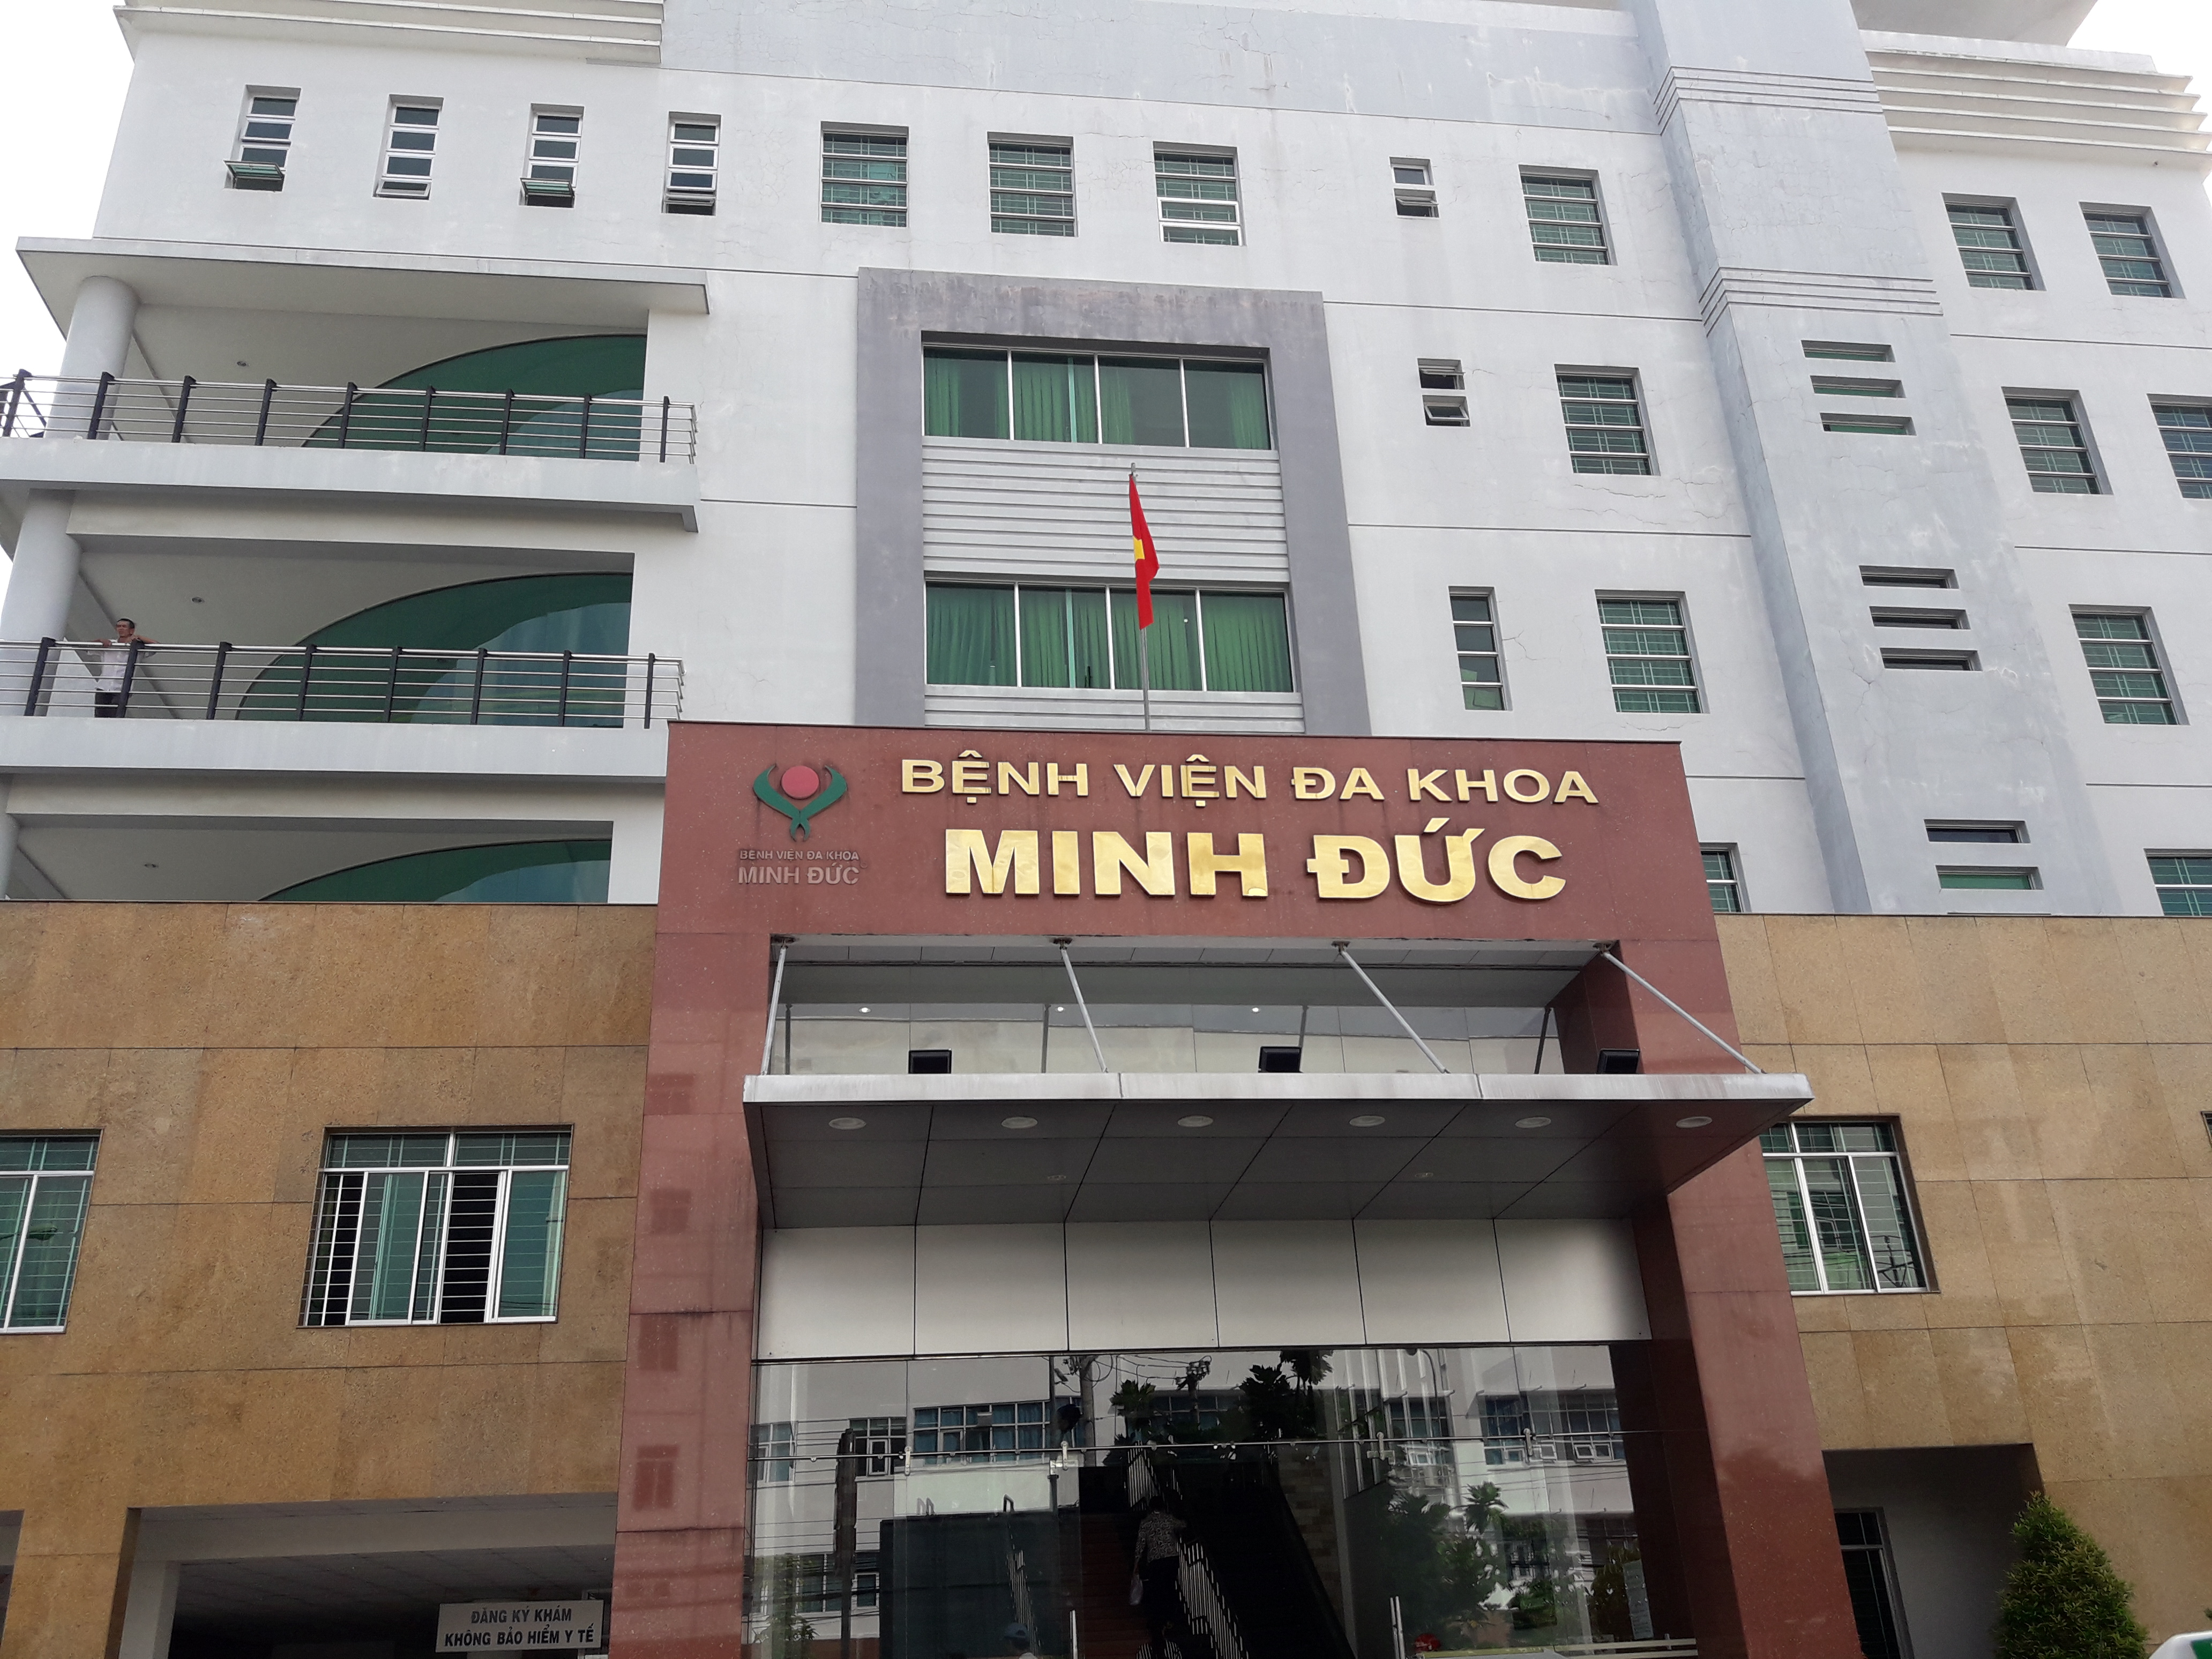 BỆNH VIỆN ĐA KHOA
MINH ĐỨC
BỆNH VIỆN ĐA KHOA
MINH ĐỨC
ĐĂNG KÝ KHÁM
KHÔNG BẢO HIỂM Y TẾ